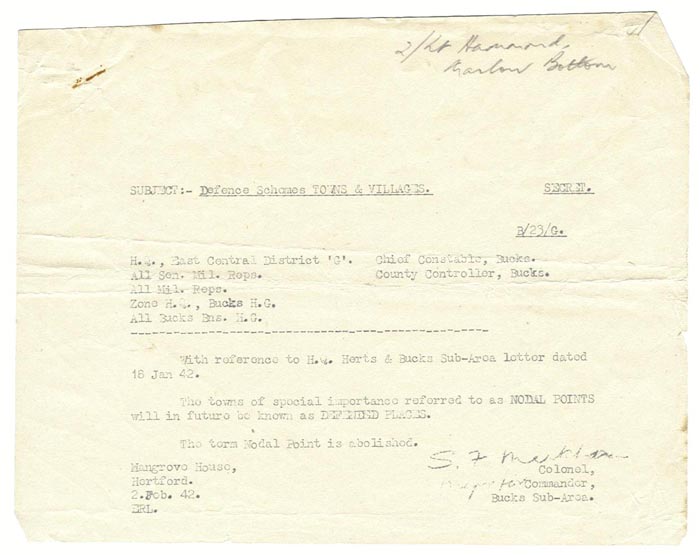 2/Lt Hammond,
Marlow Bottom
SUBJECT:- Defence Schemes TOWNS & VILLAGES. SECRET.
B/23/G.
H.Q., East Central District 'G'. Chief Constable, Bucks.
All Sen. Mil. Reps. County Controller, Bucks.
All Mil. Reps.
Zone H.Q., Bucks H.G.
All Bucks Bns. H.G.
With reference to H.Q. Herts & Bucks Sub-Area letter dated
18 Jan 42.
The towns of special importance referred to as NODAL POINTS
will in future be known as DEFENDED PLACES.
The term Nodal Point is abolished.
S. F.
Mangrove House, Colonel,
Hertford. Commander,
2.Feb. 42. Bucks Sub-Area.
ERL.